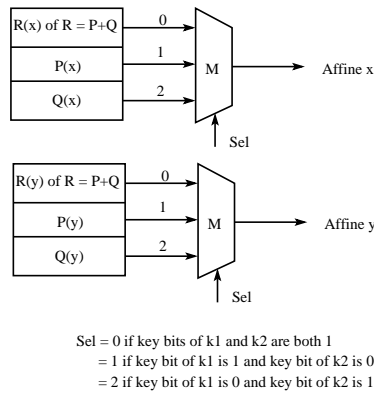 R(x) of R = P+Q
0
P(x)
1
M
Affine x
Q(x)
2
Sel
R(y) of R = P+Q
0
P(y)
1
M
Affine y
Q(y)
2
Sel
Sel = 0 if key bits of k1 and k2 are both 1
= 1 if key bit of k1 is 1 and key bit of k2 is 0
= 2 if key bit of k1 is 0 and key bit of k2 is 1